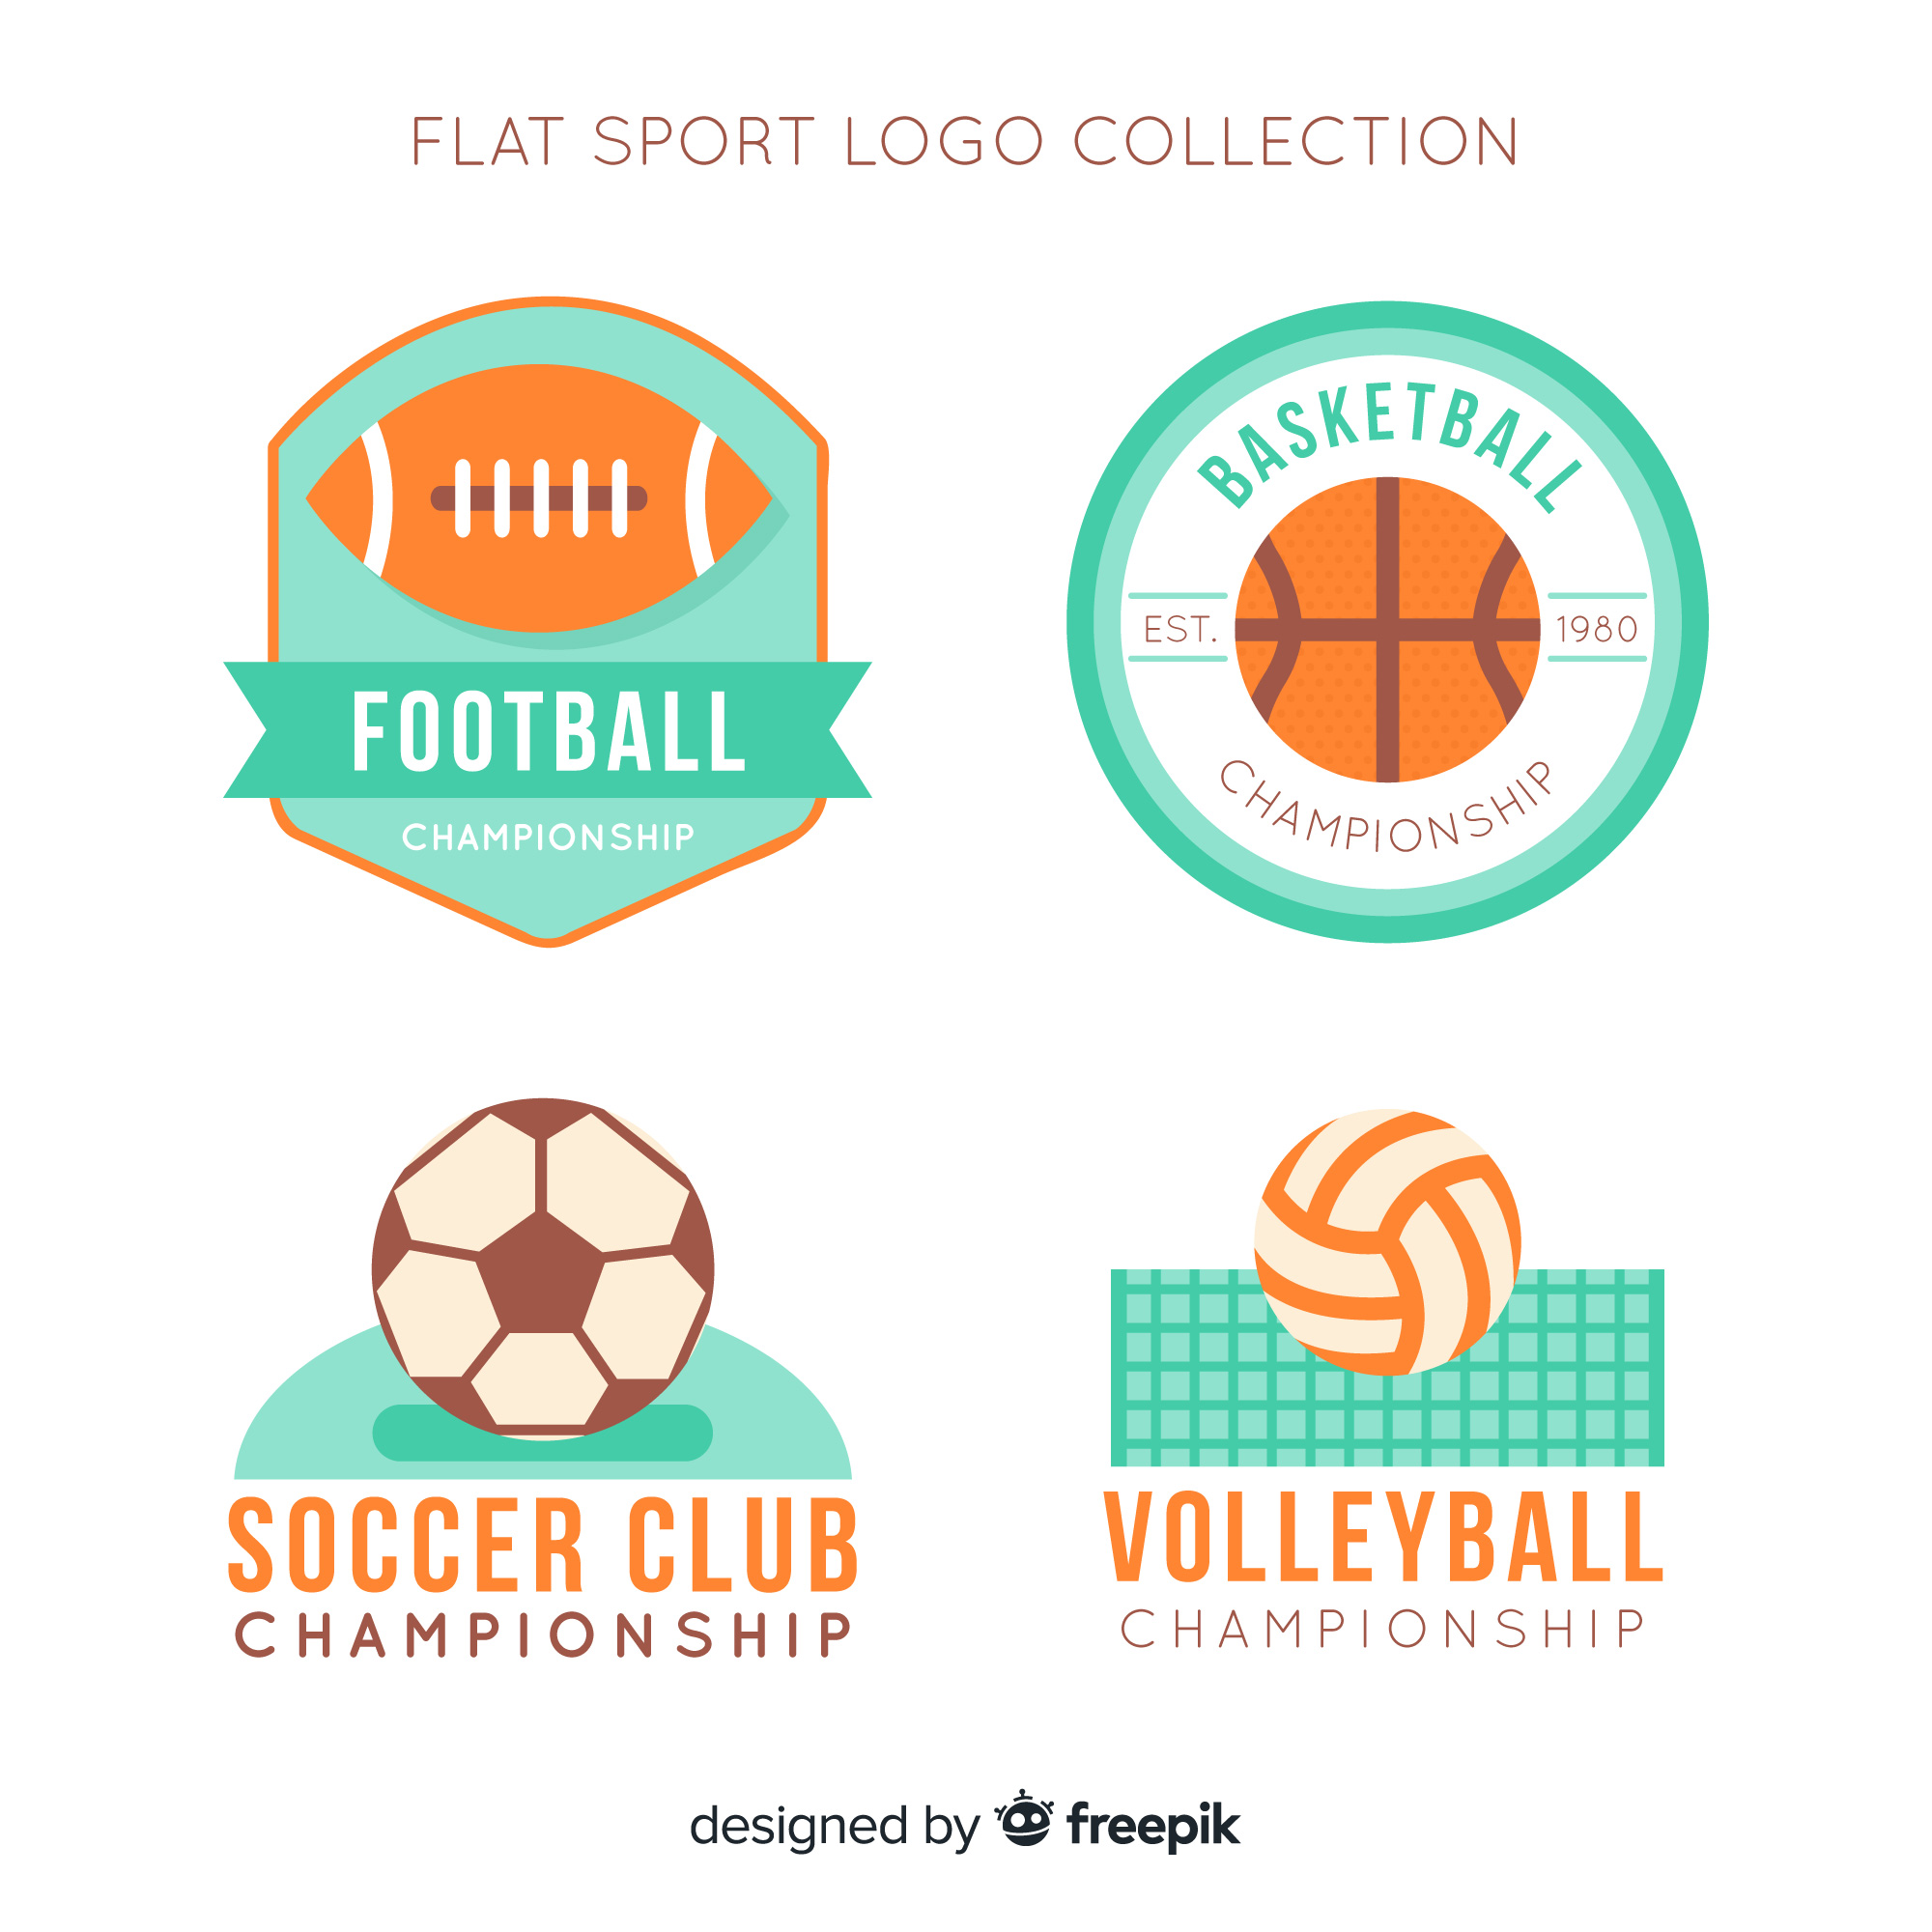 FLAT SPORT LOGO COLLECTION
FOOTBALL
CHAMPIONSHIP
BASKETBALL
EST. 1980
CHAMPIONSHIP
SOCCER CLUB
CHAMPIONSHIP
VOLLEYBALL
CHAMPIONSHIP
designed by freepik